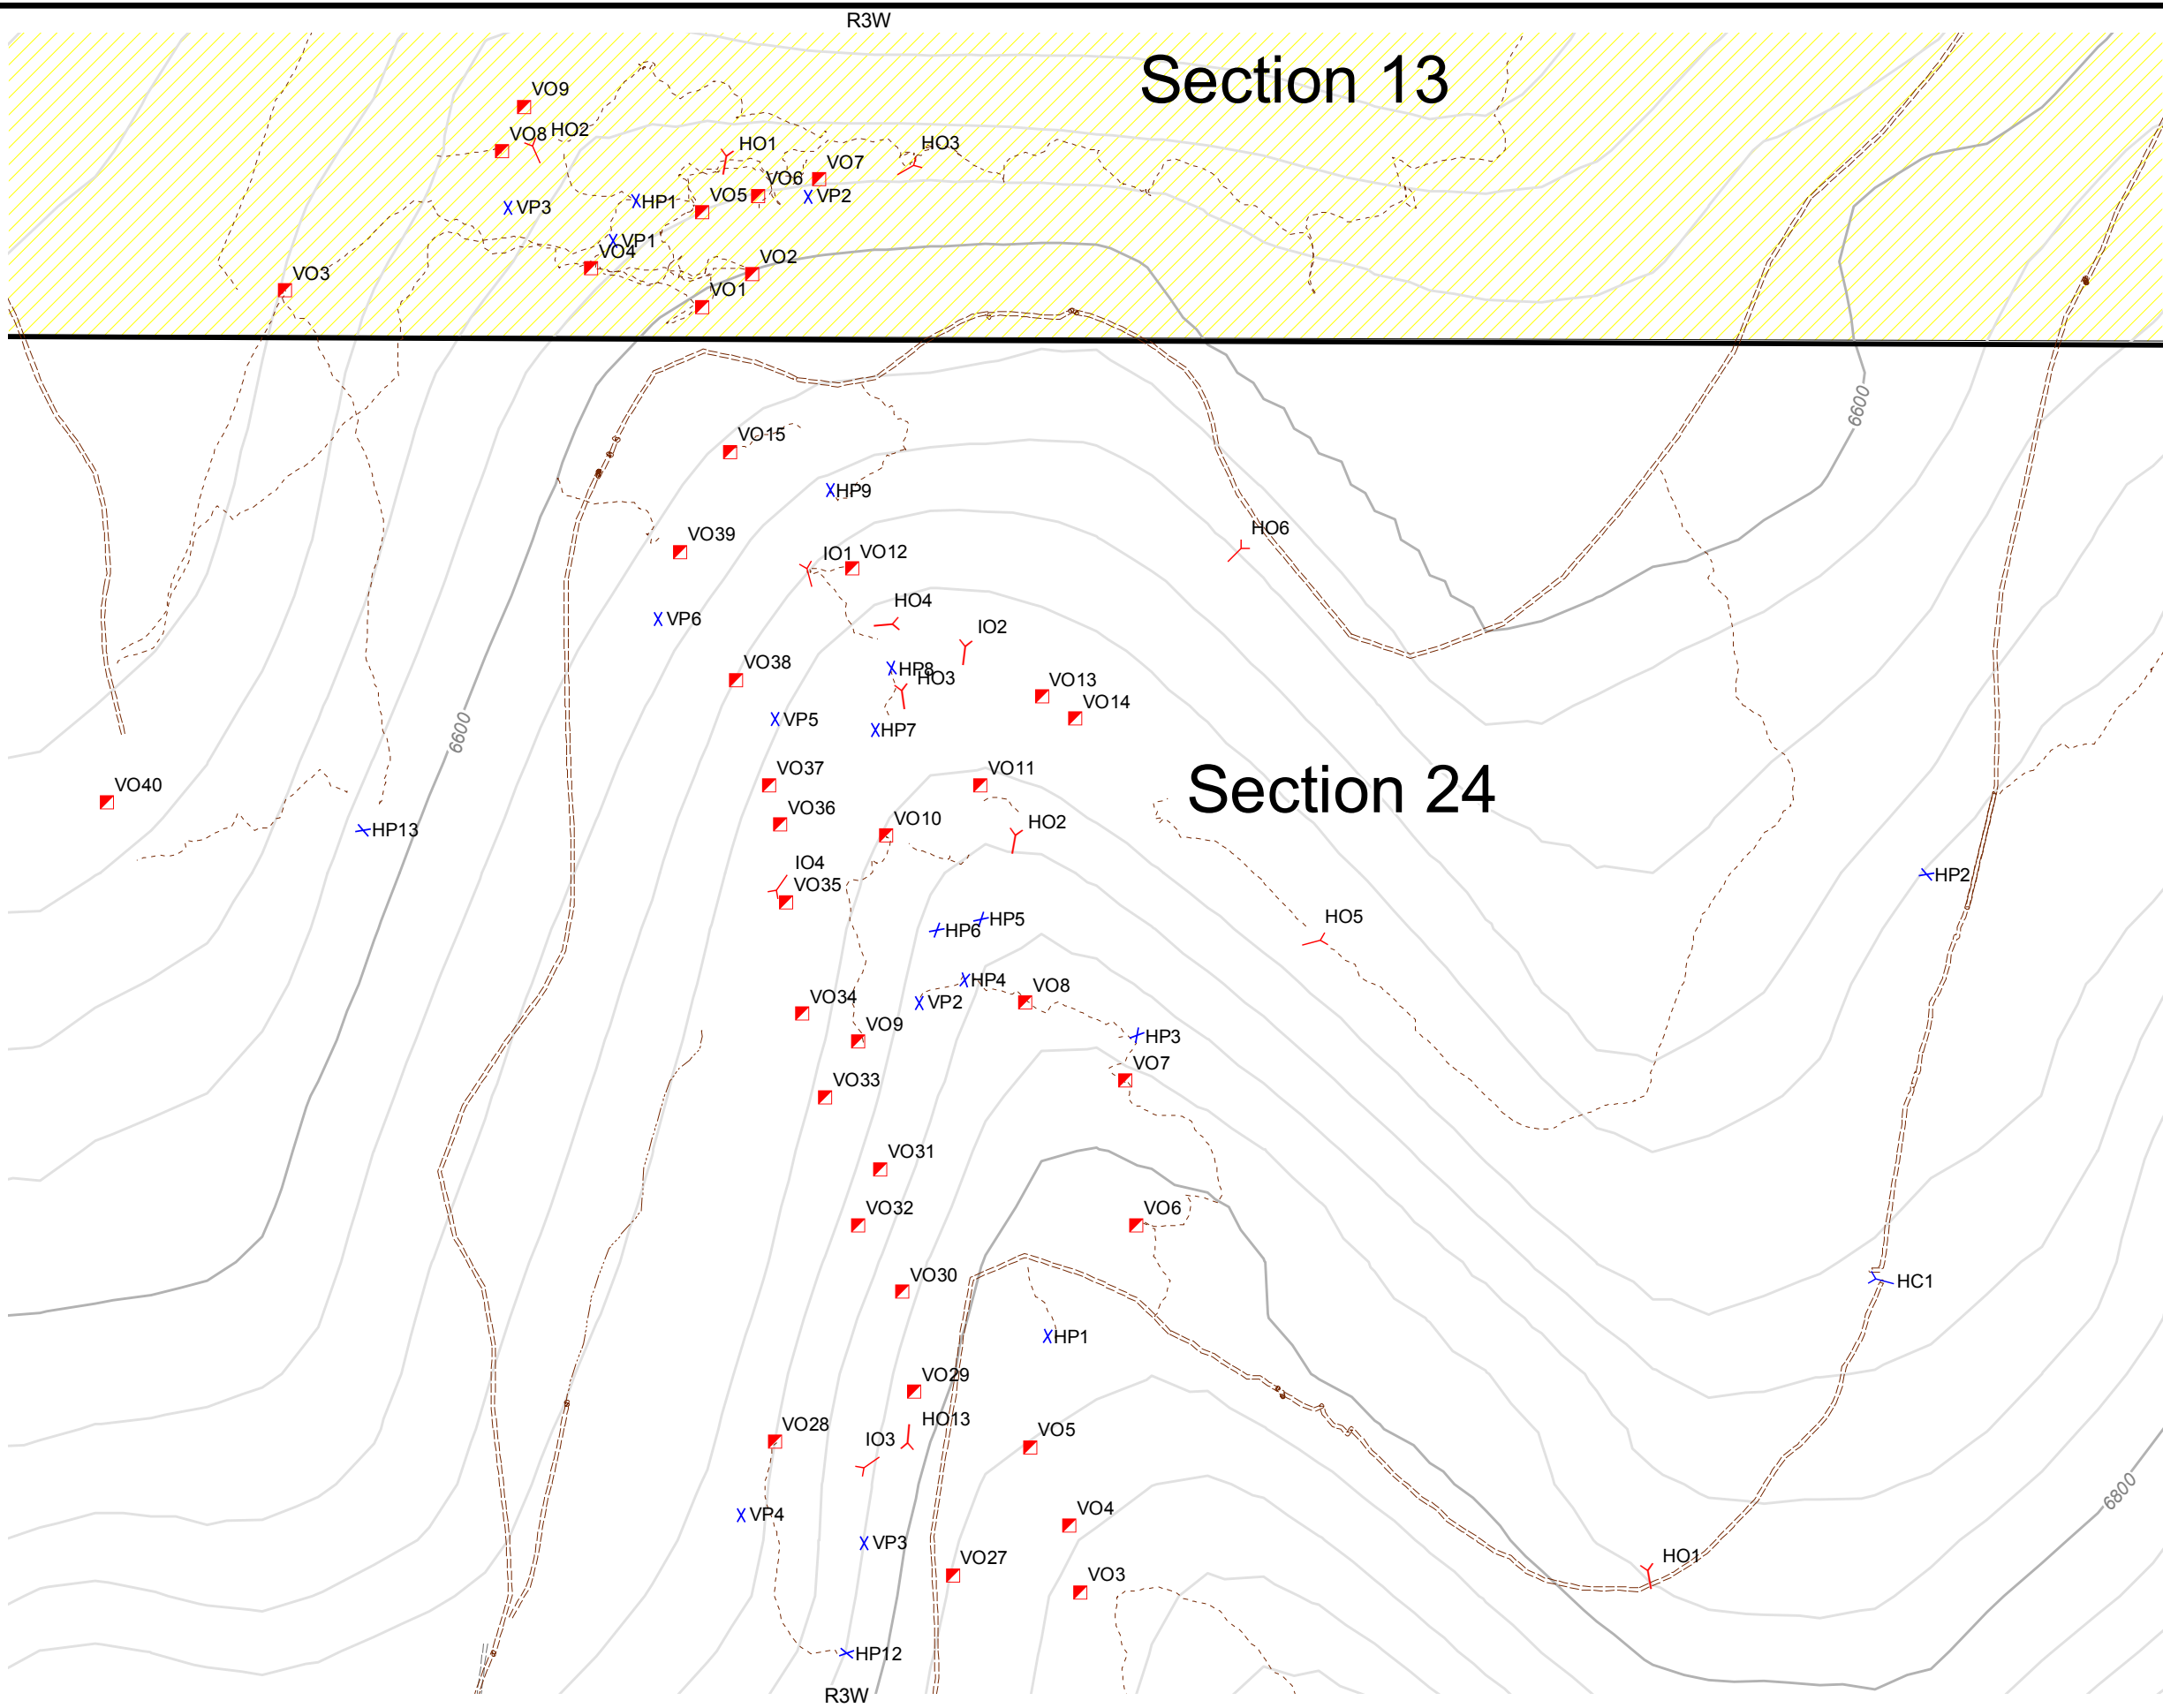 R3W
Section 13
VO9
VO8
HO2
HO1
HO3
VO7
VO6
HP1
VO5
VP2
VP3
VP1
VO4
VO2
VO3
VO1
6600
VO15
HP9
HO6
VO39
IO1
VO12
HO4
VP6
IO2
VO38
HP8
HO3
VO13
VO14
VP5
HP7
6600
VO37
VO11
Section 24
VO40
VO36
VO10
HO2
HP13
IO4
VO35
HP2
HP5
HO5
HP6
HP4
VO8
VO34
VP2
VO9
HP3
VO7
VO33
VO31
VO32
VO6
VO30
HC1
HP1
VO29
HO13
VO28
IO3
VO5
6800
VP4
VO4
VP3
VO27
HO1
VO3
HP12
R3W